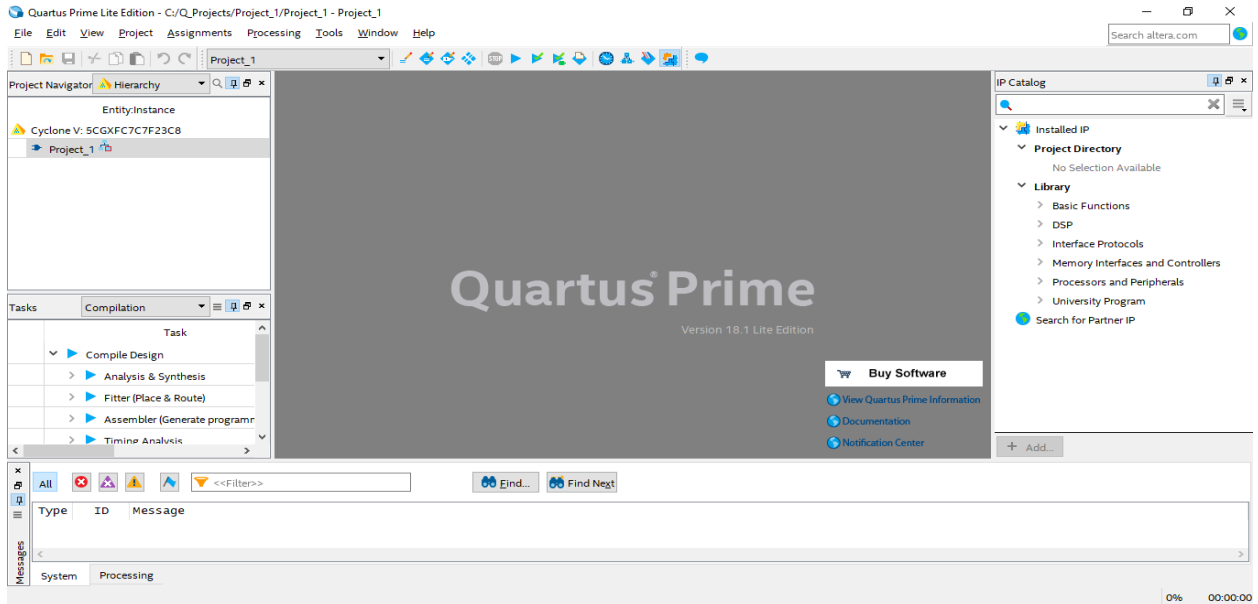 Quartus Prime Lite Edition - C:/Q_Projects/Project_1/Project_1 - Project_1
File Edit View Project Assignments Processing Tools Window Help
Search altera.com
Project_1
STOP
Project Navigator Hierarchy
Entity:Instance
Cyclone V: 5CGXFC7C7F23C8
Project_1
Tasks Compilation
Task
Compile Design
Analysis & Synthesis
Fitter (Place & Route)
Assembler (Generate programm
Timing Analysis
Quartus® Prime
Version 18.1 Lite Edition
Buy Software
View Quartus Prime Information
Documentation
Notification Center
IP Catalog
Installed IP
Project Directory
No Selection Available
Library
Basic Functions
DSP
Interface Protocols
Memory Interfaces and Controllers
Processors and Peripherals
University Program
Search for Partner IP
+ Add...
All <<Filter>> Find... Find Next
Type ID Message
Messages
System Processing
0% 00:00:00